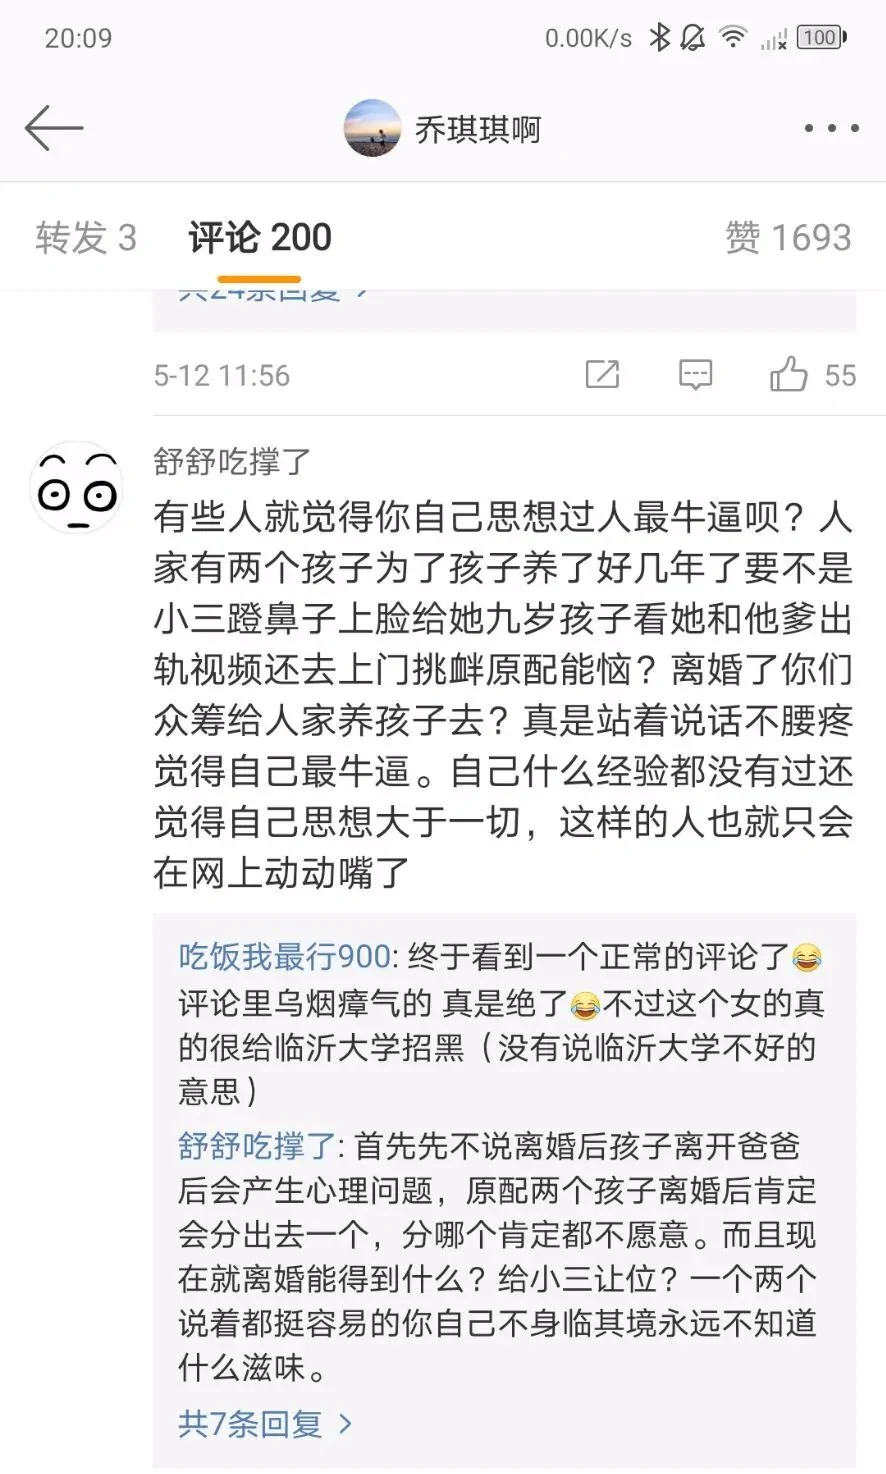 20:09
0.00K/s 100
乔琪琪啊
转发 3 评论 200 赞 1693
共24条回复
5-12 11:56 55
舒舒吃撑了
有些人就觉得你自己思想过人最牛逼呗？人
家有两个孩子为了孩子养了好几年了要不是
小三蹬鼻子上脸给她九岁孩子看她和他爹出
轨视频还去上门挑衅原配能恼？离婚了你们
众筹给人家养孩子去？真是站着说话不腰疼
觉得自己最牛逼。自己什么经验都没有过还
觉得自己思想大于一切，这样的人也就只会
在网上动动嘴了
吃饭我最行900: 终于看到一个正常的评论了😂
评论里乌烟瘴气的 真是绝了😂不过这个女的真
的很给临沂大学招黑（没有说临沂大学不好的
意思）
舒舒吃撑了: 首先先不说离婚后孩子离开爸爸
后会产生心理问题，原配两个孩子离婚后肯定
会分出去一个，分哪个肯定都不愿意。而且现
在就离婚能得到什么？给小三让位？一个两个
说着都挺容易的你自己不身临其境永远不知道
什么滋味。
共7条回复